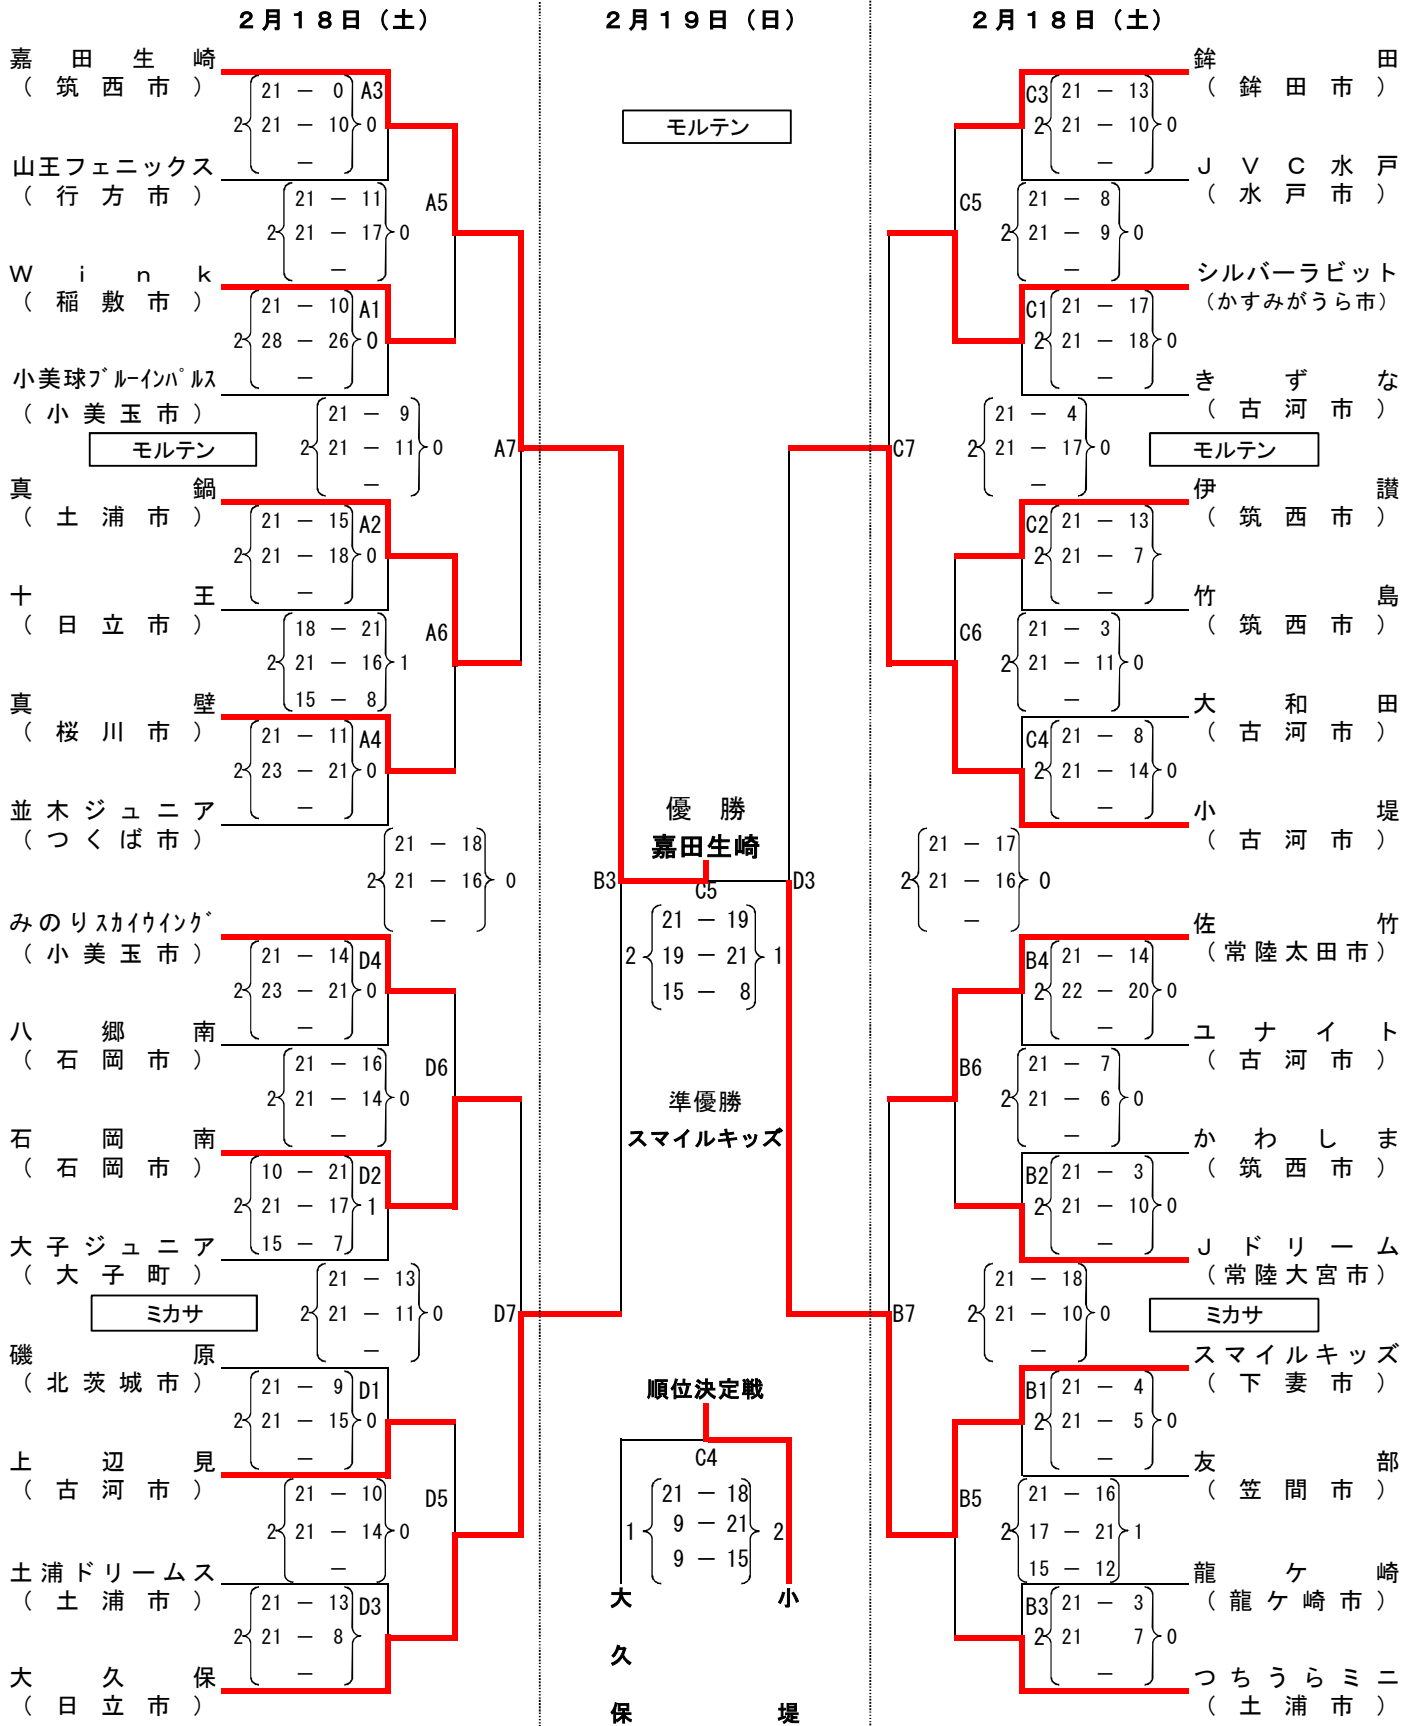 2月18日（土）
2月19日（日）
2月18日（土）
嘉田生崎
（筑西市）
21 － 0
A3
2 21 － 10 0
－
山王フェニックス
（行方市）
21 － 11
A5
2 21 － 17 0
－
Wink
（稲敷市）
21 － 10
A1
2 28 － 26 0
－
小美球ﾌﾞﾙｰｲﾝﾊﾟﾙｽ
（小美玉市）
21 － 9
2 21 － 11 0
－
A7
モルテン
真鍋
（土浦市）
21 － 15
A2
2 21 － 18 0
－
十王
（日立市）
18 － 21
A6
2 21 － 16 1
15 － 8
真壁
（桜川市）
21 － 11
A4
2 23 － 21 0
－
並木ジュニア
（つくば市）
21 － 18
2 21 － 16 0
－
B3
みのりｽｶｲｳｲﾝｸﾞ
（小美玉市）
21 － 14
D4
2 23 － 21 0
－
八郷南
（石岡市）
21 － 16
D6
2 21 － 14 0
－
石岡南
（石岡市）
10 － 21
D2
2 21 － 17 1
15 － 7
大子ジュニア
（大子町）
21 － 13
2 21 － 11 0
－
D7
ミカサ
磯原
（北茨城市）
21 － 9
D1
2 21 － 15 0
－
上辺見
（古河市）
21 － 10
D5
2 21 － 14 0
－
土浦ドリームス
（土浦市）
21 － 13
D3
2 21 － 8
－
大久保
（日立市）
モルテン
優勝
嘉田生崎
C5
21 － 19
2 19 － 21 1
15 － 8
準優勝
スマイルキッズ
順位決定戦
C4
21 － 18
1 9 － 21 2
9 － 15
大久保
小堤
鉾田
（鉾田市）
C3
21 － 13
2 21 － 10 0
－
JVC水戸
（水戸市）
C5
21 － 8
2 21 － 9 0
－
シルバーラビット
（かすみがうら市）
C1
21 － 17
2 21 － 18 0
－
きずな
（古河市）
21 － 4
2 21 － 17 0
－
C7
モルテン
伊讃
（筑西市）
C2
21 － 13
2 21 － 7
－
竹島
（筑西市）
C6
21 － 3
2 21 － 11 0
－
大和田
（古河市）
C4
21 － 8
2 21 － 14 0
－
小堤
（古河市）
21 － 17
2 21 － 16 0
－
D3
佐竹
（常陸太田市）
B4
21 － 14
2 22 － 20 0
－
ユナイト
（古河市）
B6
21 － 7
2 21 － 6 0
－
かわしま
（筑西市）
B2
21 － 3
2 21 － 10 0
－
Jドリーム
（常陸大宮市）
21 － 18
2 21 － 10 0
－
B7
ミカサ
スマイルキッズ
（下妻市）
B1
21 － 4
2 21 － 5 0
－
友部
（笠間市）
B5
21 － 16
2 17 － 21 1
15 － 12
龍ケ崎
（龍ケ崎市）
B3
21 － 3
2 21 7 0
－
つちうらミニ
（土浦市）